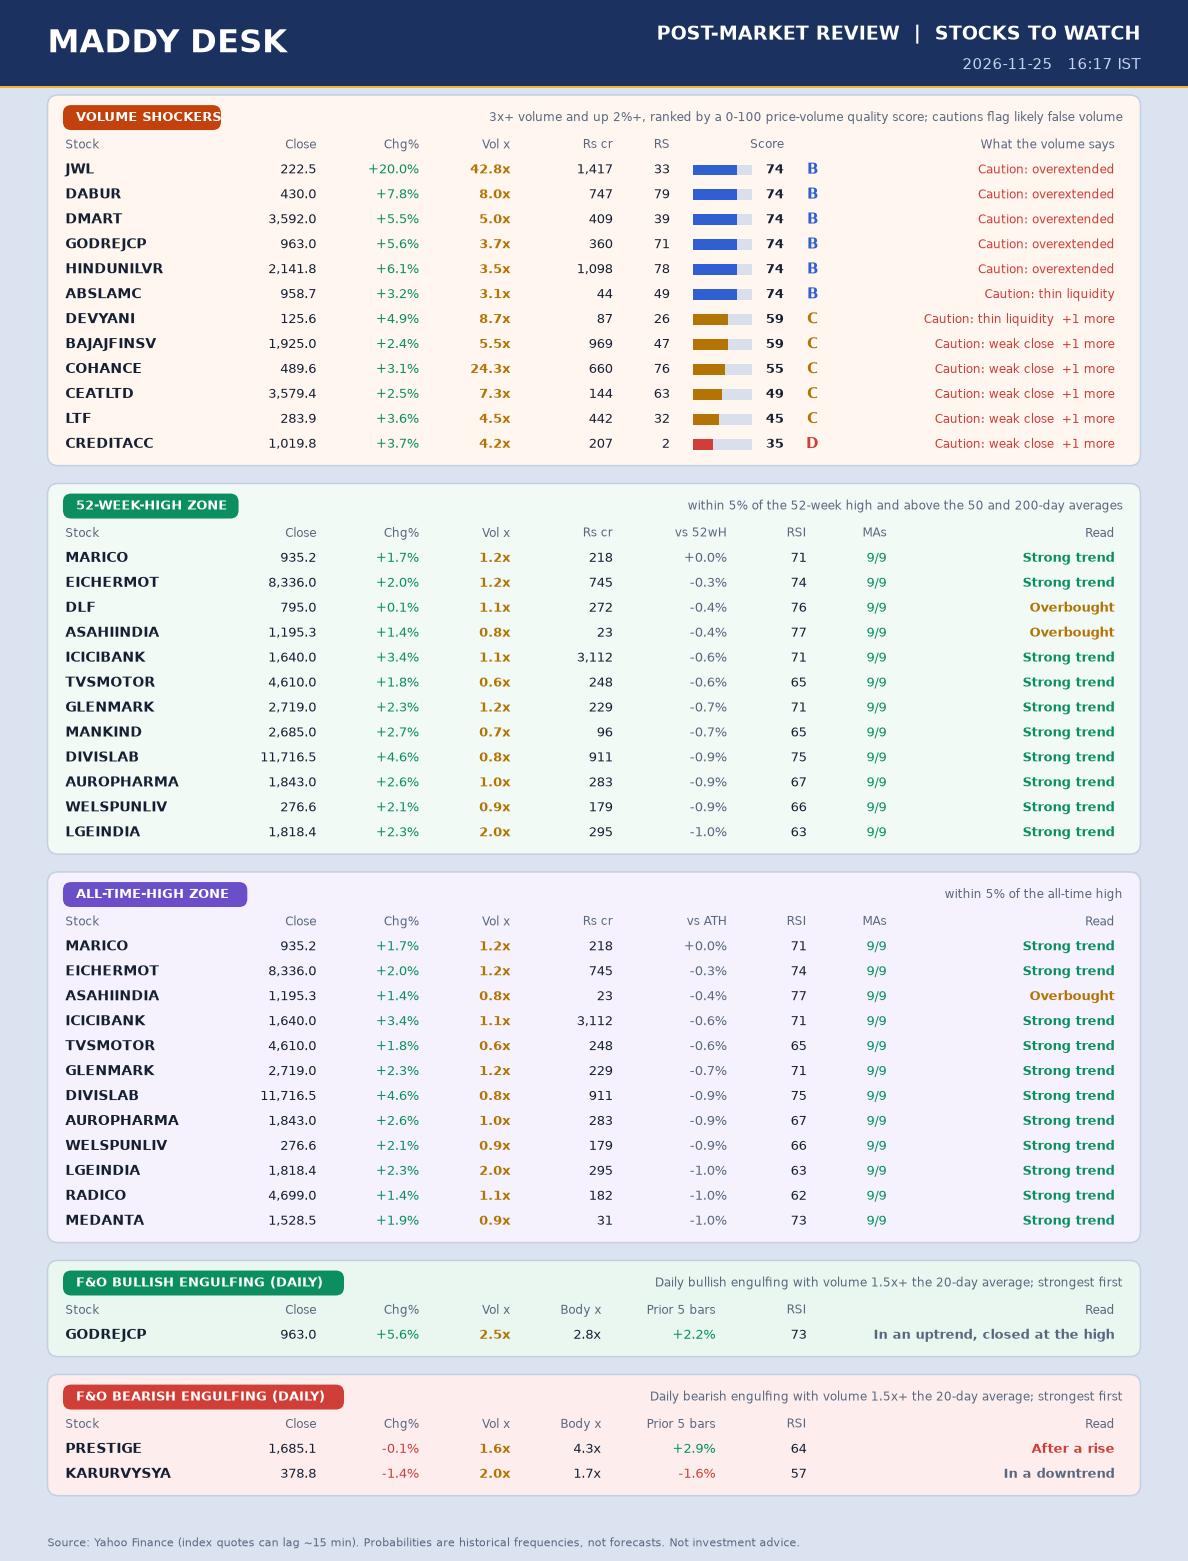 MADDY DESK
POST-MARKET REVIEW | STOCKS TO WATCH
2026-11-25 16:17 IST
VOLUME SHOCKERS 3x+ volume and up 2%+, ranked by a 0-100 price-volume quality score; cautions flag likely false volume
Stock Close Chg% Vol x Rs cr RS Score What the volume says
JWL 222.5 +20.0% 42.8x 1,417 33 74 B Caution: overextended
DABUR 430.0 +7.8% 8.0x 747 79 74 B Caution: overextended
DMART 3,592.0 +5.5% 5.0x 409 39 74 B Caution: overextended
GODREJCP 963.0 +5.6% 3.7x 360 71 74 B Caution: overextended
HINDUNILVR 2,141.8 +6.1% 3.5x 1,098 78 74 B Caution: overextended
ABSLAMC 958.7 +3.2% 3.1x 44 49 74 B Caution: thin liquidity
DEVYANI 125.6 +4.9% 8.7x 87 26 59 C Caution: thin liquidity +1 more
BAJAJFINSV 1,925.0 +2.4% 5.5x 969 47 59 C Caution: weak close +1 more
COHANCE 489.6 +3.1% 24.3x 660 76 55 C Caution: weak close +1 more
CEATLTD 3,579.4 +2.5% 7.3x 144 63 49 C Caution: weak close +1 more
LTF 283.9 +3.6% 4.5x 442 32 45 C Caution: weak close +1 more
CREDITACC 1,019.8 +3.7% 4.2x 207 2 35 D Caution: weak close +1 more
52-WEEK-HIGH ZONE within 5% of the 52-week high and above the 50 and 200-day averages
Stock Close Chg% Vol x Rs cr vs 52wH RSI MAs Read
MARICO 935.2 +1.7% 1.2x 218 +0.0% 71 9/9 Strong trend
EICHERMOT 8,336.0 +2.0% 1.2x 745 -0.3% 74 9/9 Strong trend
DLF 795.0 +0.1% 1.1x 272 -0.4% 76 9/9 Overbought
ASAHIINDIA 1,195.3 +1.4% 0.8x 23 -0.4% 77 9/9 Overbought
ICICIBANK 1,640.0 +3.4% 1.1x 3,112 -0.6% 71 9/9 Strong trend
TVSMOTOR 4,610.0 +1.8% 0.6x 248 -0.6% 65 9/9 Strong trend
GLENMARK 2,719.0 +2.3% 1.2x 229 -0.7% 71 9/9 Strong trend
MANKIND 2,685.0 +2.7% 0.7x 96 -0.7% 65 9/9 Strong trend
DIVISLAB 11,716.5 +4.6% 0.8x 911 -0.9% 75 9/9 Strong trend
AUROPHARMA 1,843.0 +2.6% 1.0x 283 -0.9% 67 9/9 Strong trend
WELSPUNLIV 276.6 +2.1% 0.9x 179 -0.9% 66 9/9 Strong trend
LGEINDIA 1,818.4 +2.3% 2.0x 295 -1.0% 63 9/9 Strong trend
ALL-TIME-HIGH ZONE within 5% of the all-time high
Stock Close Chg% Vol x Rs cr vs ATH RSI MAs Read
MARICO 935.2 +1.7% 1.2x 218 +0.0% 71 9/9 Strong trend
EICHERMOT 8,336.0 +2.0% 1.2x 745 -0.3% 74 9/9 Strong trend
ASAHIINDIA 1,195.3 +1.4% 0.8x 23 -0.4% 77 9/9 Overbought
ICICIBANK 1,640.0 +3.4% 1.1x 3,112 -0.6% 71 9/9 Strong trend
TVSMOTOR 4,610.0 +1.8% 0.6x 248 -0.6% 65 9/9 Strong trend
GLENMARK 2,719.0 +2.3% 1.2x 229 -0.7% 71 9/9 Strong trend
DIVISLAB 11,716.5 +4.6% 0.8x 911 -0.9% 75 9/9 Strong trend
AUROPHARMA 1,843.0 +2.6% 1.0x 283 -0.9% 67 9/9 Strong trend
WELSPUNLIV 276.6 +2.1% 0.9x 179 -0.9% 66 9/9 Strong trend
LGEINDIA 1,818.4 +2.3% 2.0x 295 -1.0% 63 9/9 Strong trend
RADICO 4,699.0 +1.4% 1.1x 182 -1.0% 62 9/9 Strong trend
MEDANTA 1,528.5 +1.9% 0.9x 31 -1.0% 73 9/9 Strong trend
F&O BULLISH ENGULFING (DAILY) Daily bullish engulfing with volume 1.5x+ the 20-day average; strongest first
Stock Close Chg% Vol x Body x Prior 5 bars RSI Read
GODREJCP 963.0 +5.6% 2.5x 2.8x +2.2% 73 In an uptrend, closed at the high
F&O BEARISH ENGULFING (DAILY) Daily bearish engulfing with volume 1.5x+ the 20-day average; strongest first
Stock Close Chg% Vol x Body x Prior 5 bars RSI Read
PRESTIGE 1,685.1 -0.1% 1.6x 4.3x +2.9% 64 After a rise
KARURVYSYA 378.8 -1.4% 2.0x 1.7x -1.6% 57 In a downtrend
Source: Yahoo Finance (index quotes can lag ~15 min). Probabilities are historical frequencies, not forecasts. Not investment advice.